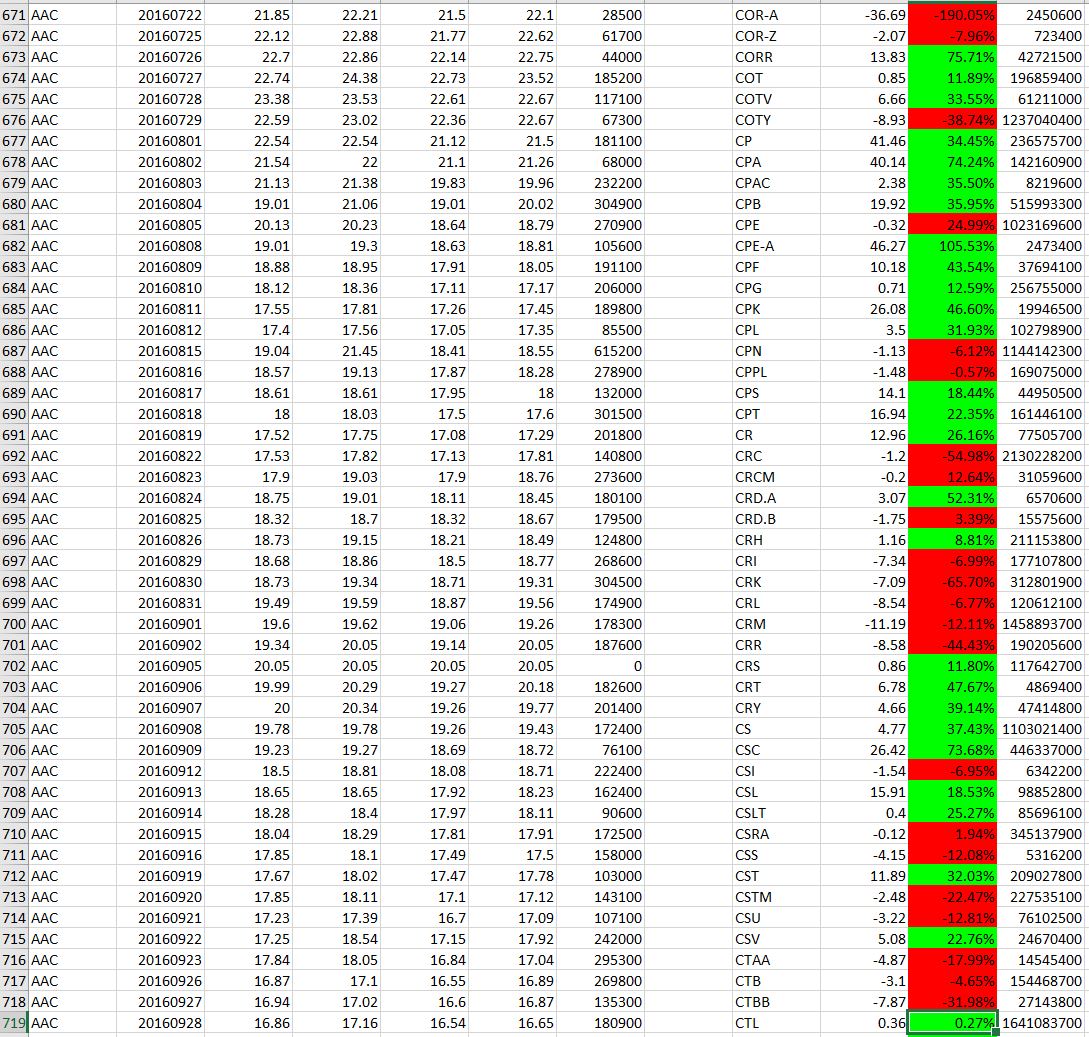 671 AAC 20160722 21.85 22.21 21.5 22.1 28500 COR-A -36.69 -190.05% 2450600
672 AAC 20160725 22.12 22.88 21.77 22.62 61700 COR-Z -2.07 -7.96% 723400
673 AAC 20160726 22.7 22.86 22.14 22.75 44000 CORR 13.83 75.71% 42721500
674 AAC 20160727 22.74 24.38 22.73 23.52 185200 COT 0.85 11.89% 196859400
675 AAC 20160728 23.38 23.53 22.61 22.67 117100 COTV 6.66 33.55% 61211000
676 AAC 20160729 22.59 23.02 22.36 22.67 67300 COTY -8.93 -38.74% 1237040400
677 AAC 20160801 22.54 22.54 21.12 21.5 181100 CP 41.46 34.45% 236575700
678 AAC 20160802 21.54 22 21.1 21.26 68000 CPA 40.14 74.24% 142160900
679 AAC 20160803 21.13 21.38 19.83 19.96 232200 CPAC 2.38 35.50% 8219600
680 AAC 20160804 19.01 21.06 19.01 20.02 304900 CPB 19.92 35.95% 515993300
681 AAC 20160805 20.13 20.23 18.64 18.79 270900 CPE -0.32 24.99% 1023169600
682 AAC 20160808 19.01 19.3 18.63 18.81 105600 CPE-A 46.27 105.53% 2473400
683 AAC 20160809 18.88 18.95 17.91 18.05 191100 CPF 10.18 43.54% 37694100
684 AAC 20160810 18.12 18.36 17.11 17.17 206000 CPG 0.71 12.59% 256755000
685 AAC 20160811 17.55 17.81 17.26 17.45 189800 CPK 26.08 46.60% 19946500
686 AAC 20160812 17.4 17.56 17.05 17.35 85500 CPL 3.5 31.93% 102798900
687 AAC 20160815 19.04 21.45 18.41 18.55 615200 CPN -1.13 -6.12% 1144142300
688 AAC 20160816 18.57 19.13 17.87 18.28 278900 CPPL -1.48 -0.57% 169075000
689 AAC 20160817 18.61 18.61 17.95 18 132000 CPS 14.1 18.44% 44950500
690 AAC 20160818 18 18.03 17.5 17.6 301500 CPT 16.94 22.35% 161446100
691 AAC 20160819 17.52 17.75 17.08 17.29 201800 CR 12.96 26.16% 77505700
692 AAC 20160822 17.53 17.82 17.13 17.81 140800 CRC -1.2 -54.98% 2130228200
693 AAC 20160823 17.9 19.03 17.9 18.76 273600 CRCM -0.2 12.64% 31059600
694 AAC 20160824 18.75 19.01 18.11 18.45 180100 CRD.A 3.07 52.31% 6570600
695 AAC 20160825 18.32 18.7 18.32 18.67 179500 CRD.B -1.75 3.39% 15575600
696 AAC 20160826 18.73 19.15 18.21 18.49 124800 CRH 1.16 8.81% 211153800
697 AAC 20160829 18.68 18.86 18.5 18.77 268600 CRI -7.34 -6.99% 177107800
698 AAC 20160830 18.73 19.34 18.71 19.31 304500 CRK -7.09 -65.70% 312801900
699 AAC 20160831 19.49 19.59 18.87 19.56 174900 CRL -8.54 -6.77% 120612100
700 AAC 20160901 19.6 19.62 19.06 19.26 178300 CRM -11.19 -12.11% 1458893700
701 AAC 20160902 19.34 20.05 19.14 20.05 187600 CRR -8.58 -44.43% 190205600
702 AAC 20160905 20.05 20.05 20.05 20.05 0 CRS 0.86 11.80% 117642700
703 AAC 20160906 19.99 20.29 19.27 20.18 182600 CRT 6.78 47.67% 4869400
704 AAC 20160907 20 20.34 19.26 19.77 201400 CRY 4.66 39.14% 47414800
705 AAC 20160908 19.78 19.78 19.26 19.43 172400 CS 4.77 37.43% 1103021400
706 AAC 20160909 19.23 19.27 18.69 18.72 76100 CSC 26.42 73.68% 446337000
707 AAC 20160912 18.5 18.81 18.08 18.71 222400 CSI -1.54 -6.95% 6342200
708 AAC 20160913 18.65 18.65 17.92 18.23 162400 CSL 15.91 18.53% 98852800
709 AAC 20160914 18.28 18.4 17.97 18.11 90600 CSLT 0.4 25.27% 85696100
710 AAC 20160915 18.04 18.29 17.81 17.91 172500 CSRA -0.12 1.94% 345137900
711 AAC 20160916 17.85 18.1 17.49 17.5 158000 CSS -4.15 -12.08% 5316200
712 AAC 20160919 17.67 18.02 17.47 17.78 103000 CST 11.89 32.03% 209027800
713 AAC 20160920 17.85 18.11 17.1 17.12 143100 CSTM -2.48 -22.47% 227535100
714 AAC 20160921 17.23 17.39 16.7 17.09 107100 CSU -3.22 -12.81% 76102500
715 AAC 20160922 17.25 18.54 17.15 17.92 242000 CSV 5.08 22.76% 24670400
716 AAC 20160923 17.84 18.05 16.84 17.04 295300 CTAA -4.87 -17.99% 14545400
717 AAC 20160926 16.87 17.1 16.55 16.89 269800 CTB -3.1 -4.65% 154468700
718 AAC 20160927 16.94 17.02 16.6 16.87 135300 CTBB -7.87 -31.98% 27143800
719 AAC 20160928 16.86 17.16 16.54 16.65 180900 CTL 0.36 0.27% 1641083700